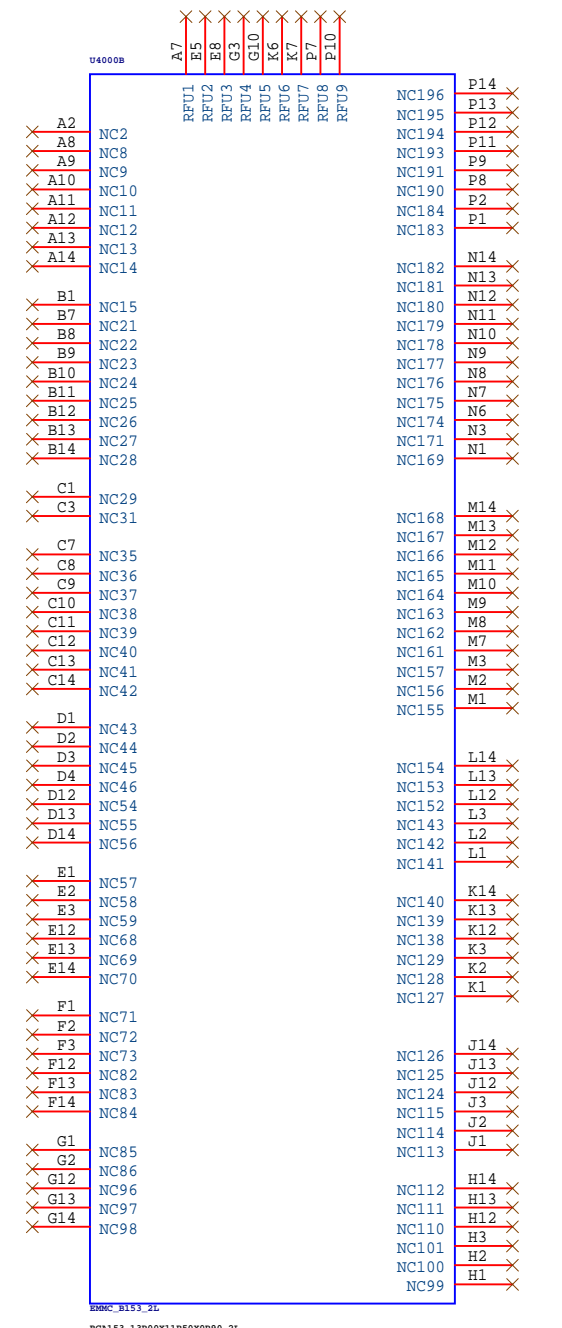 U4000B
A7 E5 E8 G3 G10 K6 K7 P7 P10
RFU1 RFU2 RFU3 RFU4 RFU5 RFU6 RFU7 RFU8 RFU9
A2 NC2
A8 NC8
A9 NC9
A10 NC10
A11 NC11
A12 NC12
A13 NC13
A14 NC14
B1 NC15
B7 NC21
B8 NC22
B9 NC23
B10 NC24
B11 NC25
B12 NC26
B13 NC27
B14 NC28
C1 NC29
C3 NC31
C7 NC35
C8 NC36
C9 NC37
C10 NC38
C11 NC39
C12 NC40
C13 NC41
C14 NC42
D1 NC43
D2 NC44
D3 NC45
D4 NC46
D12 NC54
D13 NC55
D14 NC56
E1 NC57
E2 NC58
E3 NC59
E12 NC68
E13 NC69
E14 NC70
F1 NC71
F2 NC72
F3 NC73
F12 NC82
F13 NC83
F14 NC84
G1 NC85
G2 NC86
G12 NC96
G13 NC97
G14 NC98
NC196 P14
NC195 P13
NC194 P12
NC193 P11
NC191 P9
NC190 P8
NC184 P2
NC183 P1
NC182 N14
NC181 N13
NC180 N12
NC179 N11
NC178 N10
NC177 N9
NC176 N8
NC175 N7
NC174 N6
NC171 N3
NC169 N1
NC168 M14
NC167 M13
NC166 M12
NC165 M11
NC164 M10
NC163 M9
NC162 M8
NC161 M7
NC157 M3
NC156 M2
NC155 M1
NC154 L14
NC153 L13
NC152 L12
NC143 L3
NC142 L2
NC141 L1
NC140 K14
NC139 K13
NC138 K12
NC129 K3
NC128 K2
NC127 K1
NC126 J14
NC125 J13
NC124 J12
NC115 J3
NC114 J2
NC113 J1
NC112 H14
NC111 H13
NC110 H12
NC101 H3
NC100 H2
NC99 H1
EMMC_B153_2L